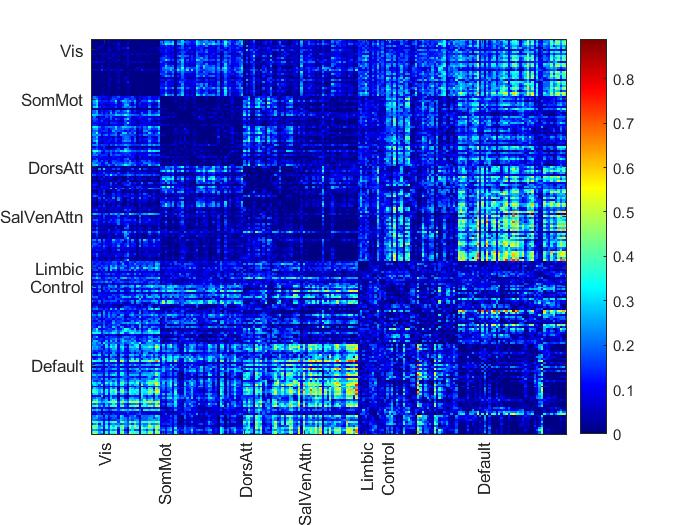 Vis
SomMot
DorsAtt
SalVenAttn
Limbic
Control
Default
Vis
SomMot
DorsAtt
SalVenAttn
Limbic
Control
Default
0.8
0.7
0.6
0.5
0.4
0.3
0.2
0.1
0